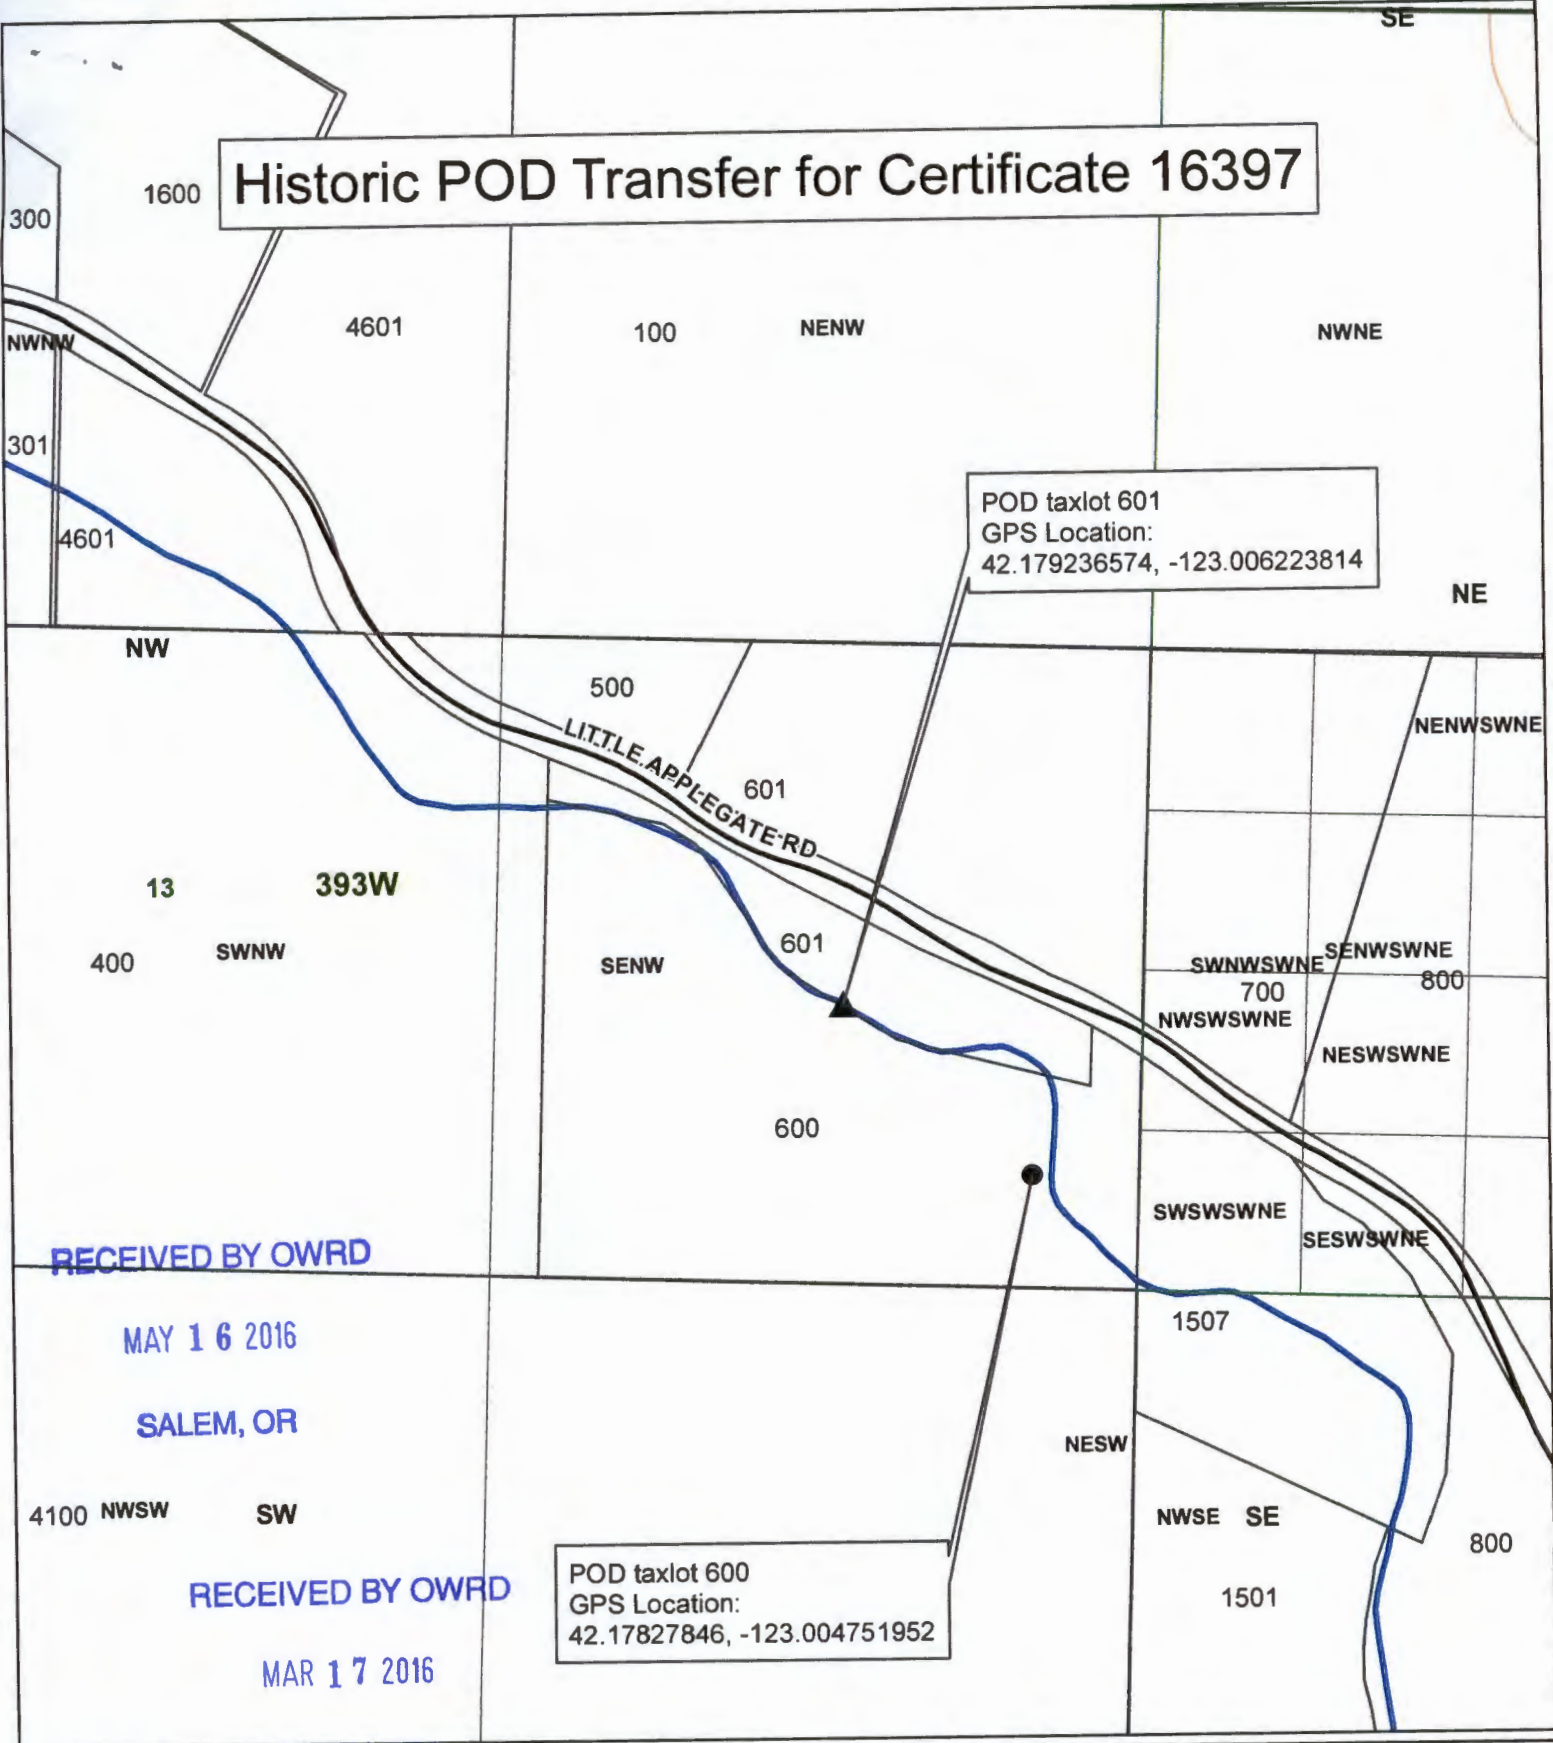 SE
Historic POD Transfer for Certificate 16397
1600
300
4601
100
NENW
NWNE
NWNW
301
4601
POD taxlot 601
GPS Location:
42.179236574, -123.006223814
NE
NW
500
LITTLE APPLEGATE RD
601
NENWSWNE
13
393W
400
SWNW
SENW
601
SWNWSWNE
SENWSWNE
700
800
NWSWSWNE
NESWSWNE
600
SWSWSWNE
SESWSWNE
RECEIVED BY OWRD
MAY 16 2016
SALEM, OR
1507
NESW
4100
NWSW
SW
NWSE
SE
800
1501
RECEIVED BY OWRD
MAR 17 2016
POD taxlot 600
GPS Location:
42.17827846, -123.004751952